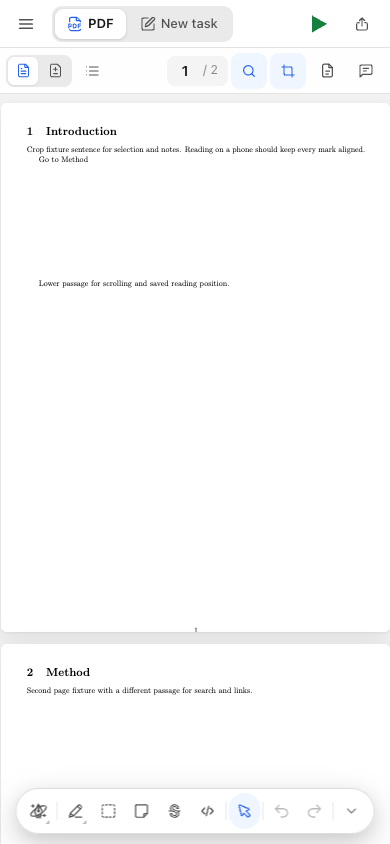 PDF
PDF
New task
1 / 2
1 Introduction
Crop fixture sentence for selection and notes. Reading on a phone should keep every mark aligned.
Go to Method
Lower passage for scrolling and saved reading position.
1
2 Method
Second page fixture with a different passage for search and links.